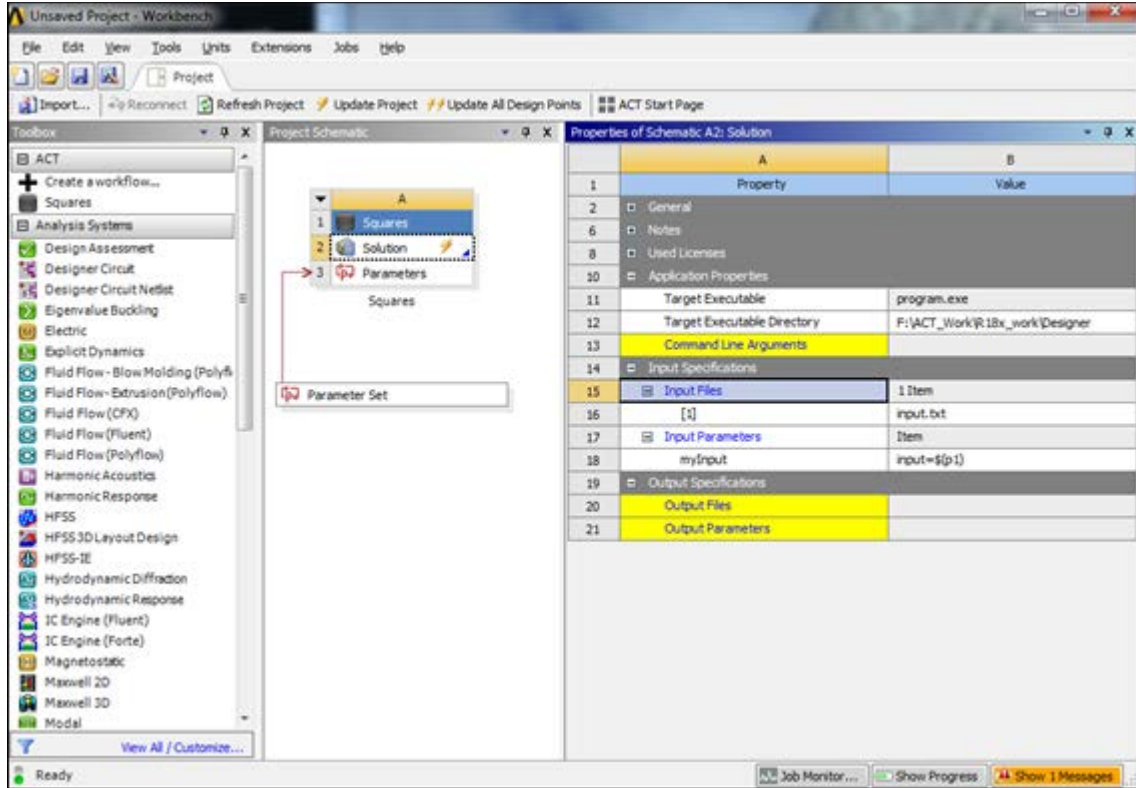 Unsaved Project - Workbench
File Edit View Tools Units Extensions Jobs Help
Project
Import... Reconnect Refresh Project Update Project Update All Design Points ACT Start Page
Toolbox
ACT
Create a workflow...
Squares
Analysis Systems
Design Assessment
Designer Circuit
Designer Circuit Netlist
Eigenvalue Buckling
Electric
Explicit Dynamics
Fluid Flow - Blow Molding (Polyfl
Fluid Flow - Extrusion (Polyflow)
Fluid Flow (CFX)
Fluid Flow (Fluent)
Fluid Flow (Polyflow)
Harmonic Acoustics
Harmonic Response
HFSS
HFSS 3D Layout Design
HFSS-IE
Hydrodynamic Diffraction
Hydrodynamic Response
IC Engine (Fluent)
IC Engine (Forte)
Magnetostatic
Maxwell 2D
Maxwell 3D
Modal
View All / Customize...
Project Schematic
A
1 Squares
2 Solution
3 Parameters
Squares
Parameter Set
Properties of Schematic A2: Solution
A B
1 Property Value
2 General
6 Notes
8 Used Licenses
10 Application Properties
11 Target Executable program.exe
12 Target Executable Directory F:\ACT_Work\R18x_work\Designer
13 Command Line Arguments
14 Input Specifications
15 Input Files 1 Item
16 [1] input.txt
17 Input Parameters Item
18 myInput input=$(p1)
19 Output Specifications
20 Output Files
21 Output Parameters
Ready
Job Monitor... Show Progress Show 1 Messages